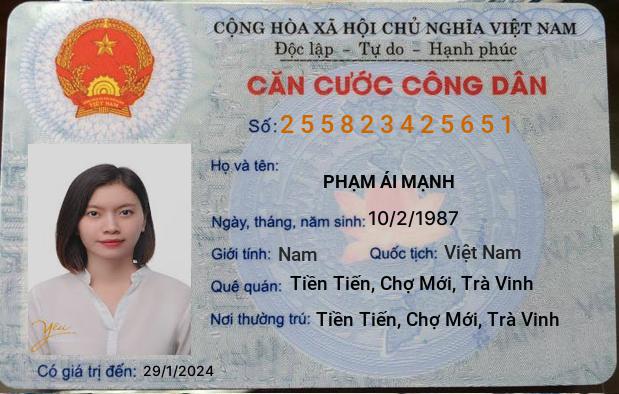 CỘNG HÒA XÃ HỘI CHỦ NGHĨA VIỆT NAM
Độc lập - Tự do - Hạnh phúc
CĂN CƯỚC CÔNG DÂN
Số: 255823425651
Họ và tên:
PHẠM ÁI MẠNH
Ngày, tháng, năm sinh: 10/2/1987
Giới tính: Nam Quốc tịch: Việt Nam
Quê quán: Tiền Tiến, Chợ Mới, Trà Vinh
Nơi thường trú: Tiền Tiến, Chợ Mới, Trà Vinh
Yêu
Có giá trị đến: 29/1/2024
VIỆT NAM